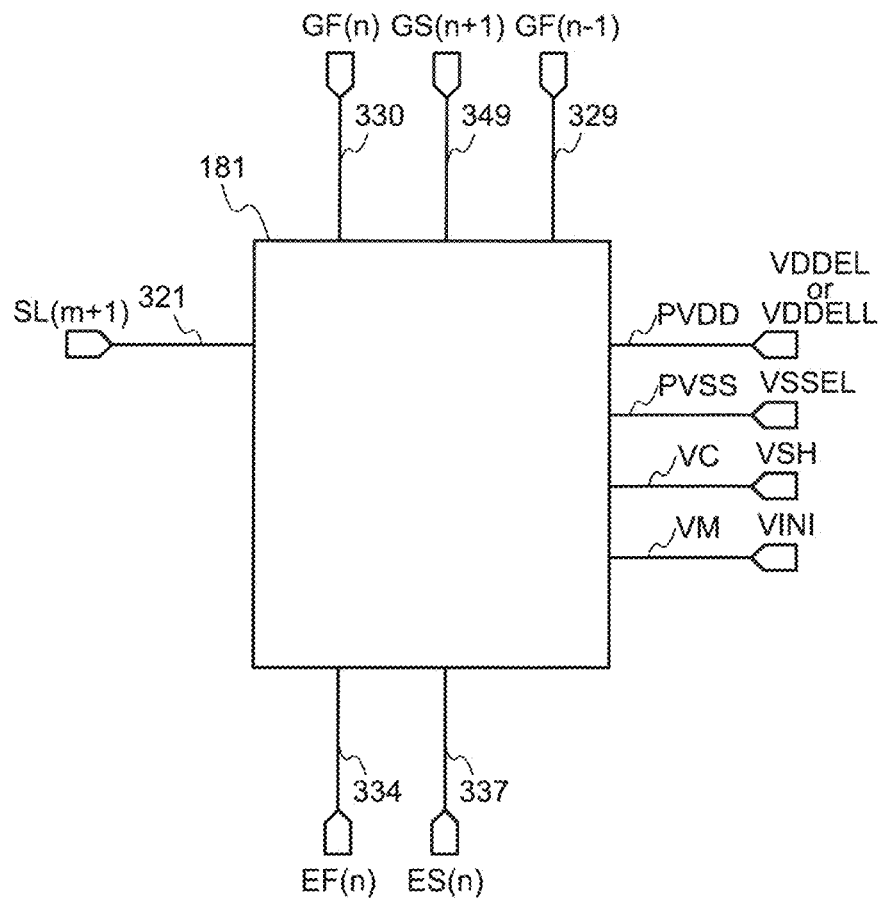 GF(n) GS(n+1) GF(n-1)
330 349 329
181
VDDEL
or
SL(m+1) 321 PVDD VDDELL
PVSS VSSEL
VC VSH
VM VINI
334 337
EF(n) ES(n)